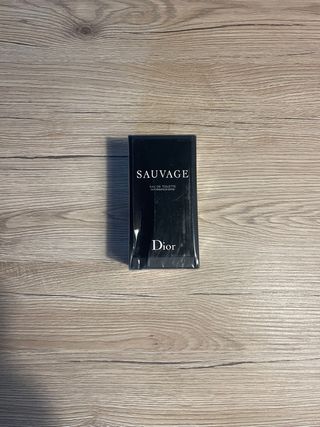 SAUVAGE
EAU DE TOILETTE
Dior